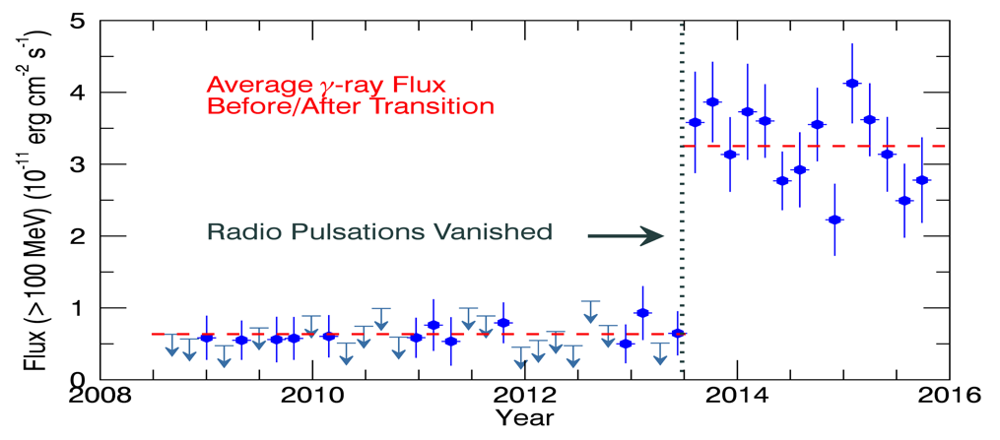 5
4
3
2
1
0
Flux (>100 MeV) (10⁻¹¹ erg cm⁻² s⁻¹)
Average γ-ray Flux
Before/After Transition
Radio Pulsations Vanished
2008 2010 2012 2014 2016
Year